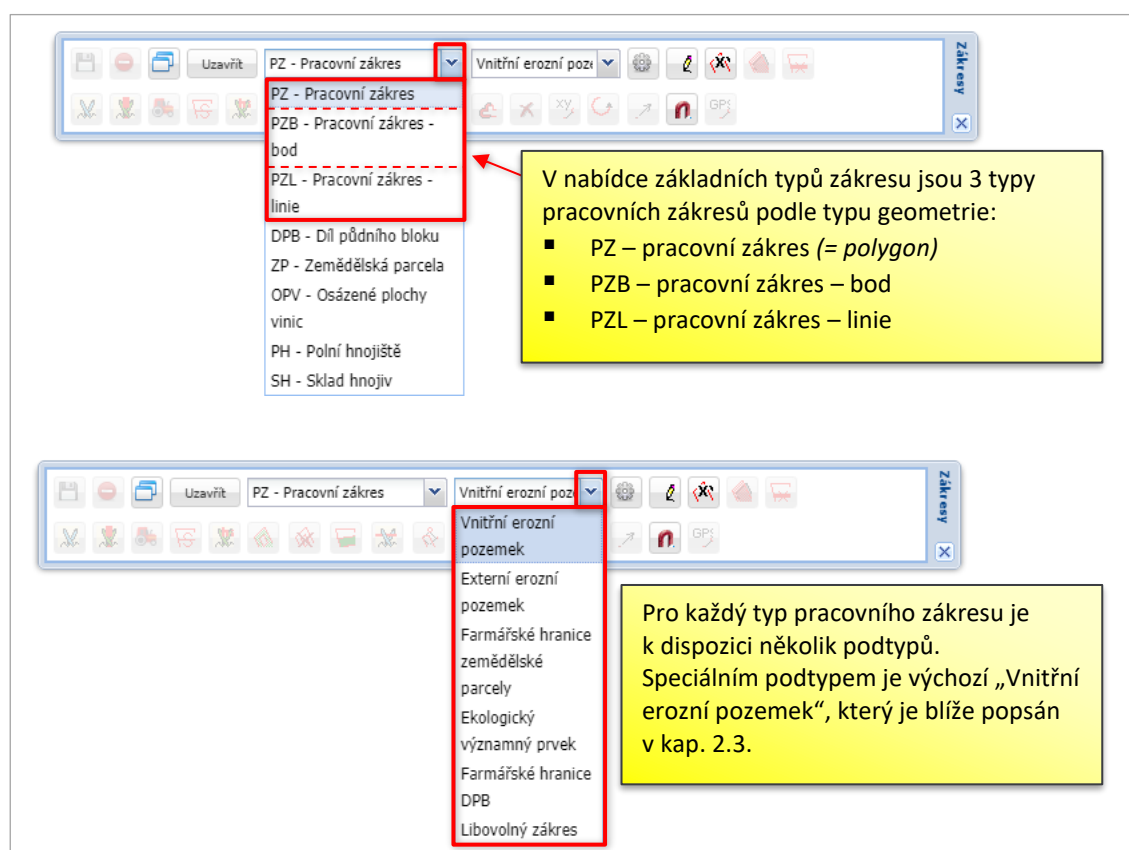 Uzavřít PZ - Pracovní zákres Vnitřní erozní poze
Zákresy
PZ - Pracovní zákres
PZB - Pracovní zákres -
bod
PZL - Pracovní zákres -
linie
DPB - Díl půdního bloku
ZP - Zemědělská parcela
OPV - Osázené plochy
vinic
PH - Polní hnojiště
SH - Sklad hnojiv
xy
GPS
V nabídce základních typů zákresu jsou 3 typy
pracovních zákresů podle typu geometrie:
▪ PZ – pracovní zákres (= polygon)
▪ PZB – pracovní zákres – bod
▪ PZL – pracovní zákres – linie
Uzavřít PZ - Pracovní zákres Vnitřní erozní poz
Zákresy
GPS
Vnitřní erozní
pozemek
Externí erozní
pozemek
Farmářské hranice
zemědělské
parcely
Ekologický
významný prvek
Farmářské hranice
DPB
Libovolný zákres
Pro každý typ pracovního zákresu je
k dispozici několik podtypů.
Speciálním podtypem je výchozí „Vnitřní
erozní pozemek“, který je blíže popsán
v kap. 2.3.